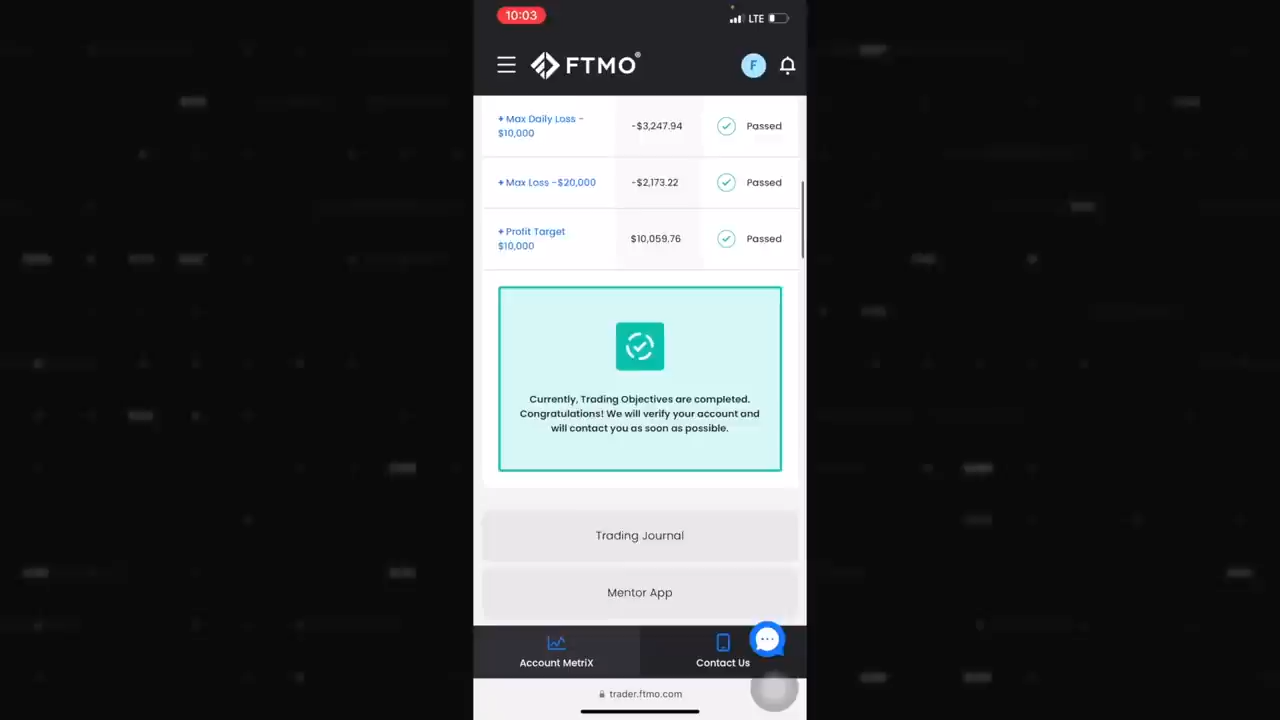 10:03
LTE
FTMO®
F
+ Max Daily Loss -
$10,000
-$3,247.94
Passed
+ Max Loss -$20,000
-$2,173.22
Passed
+ Profit Target
$10,000
$10,059.76
Passed
Currently, Trading Objectives are completed.
Congratulations! We will verify your account and
will contact you as soon as possible.
Trading Journal
Mentor App
Account MetriX
Contact Us
trader.ftmo.com